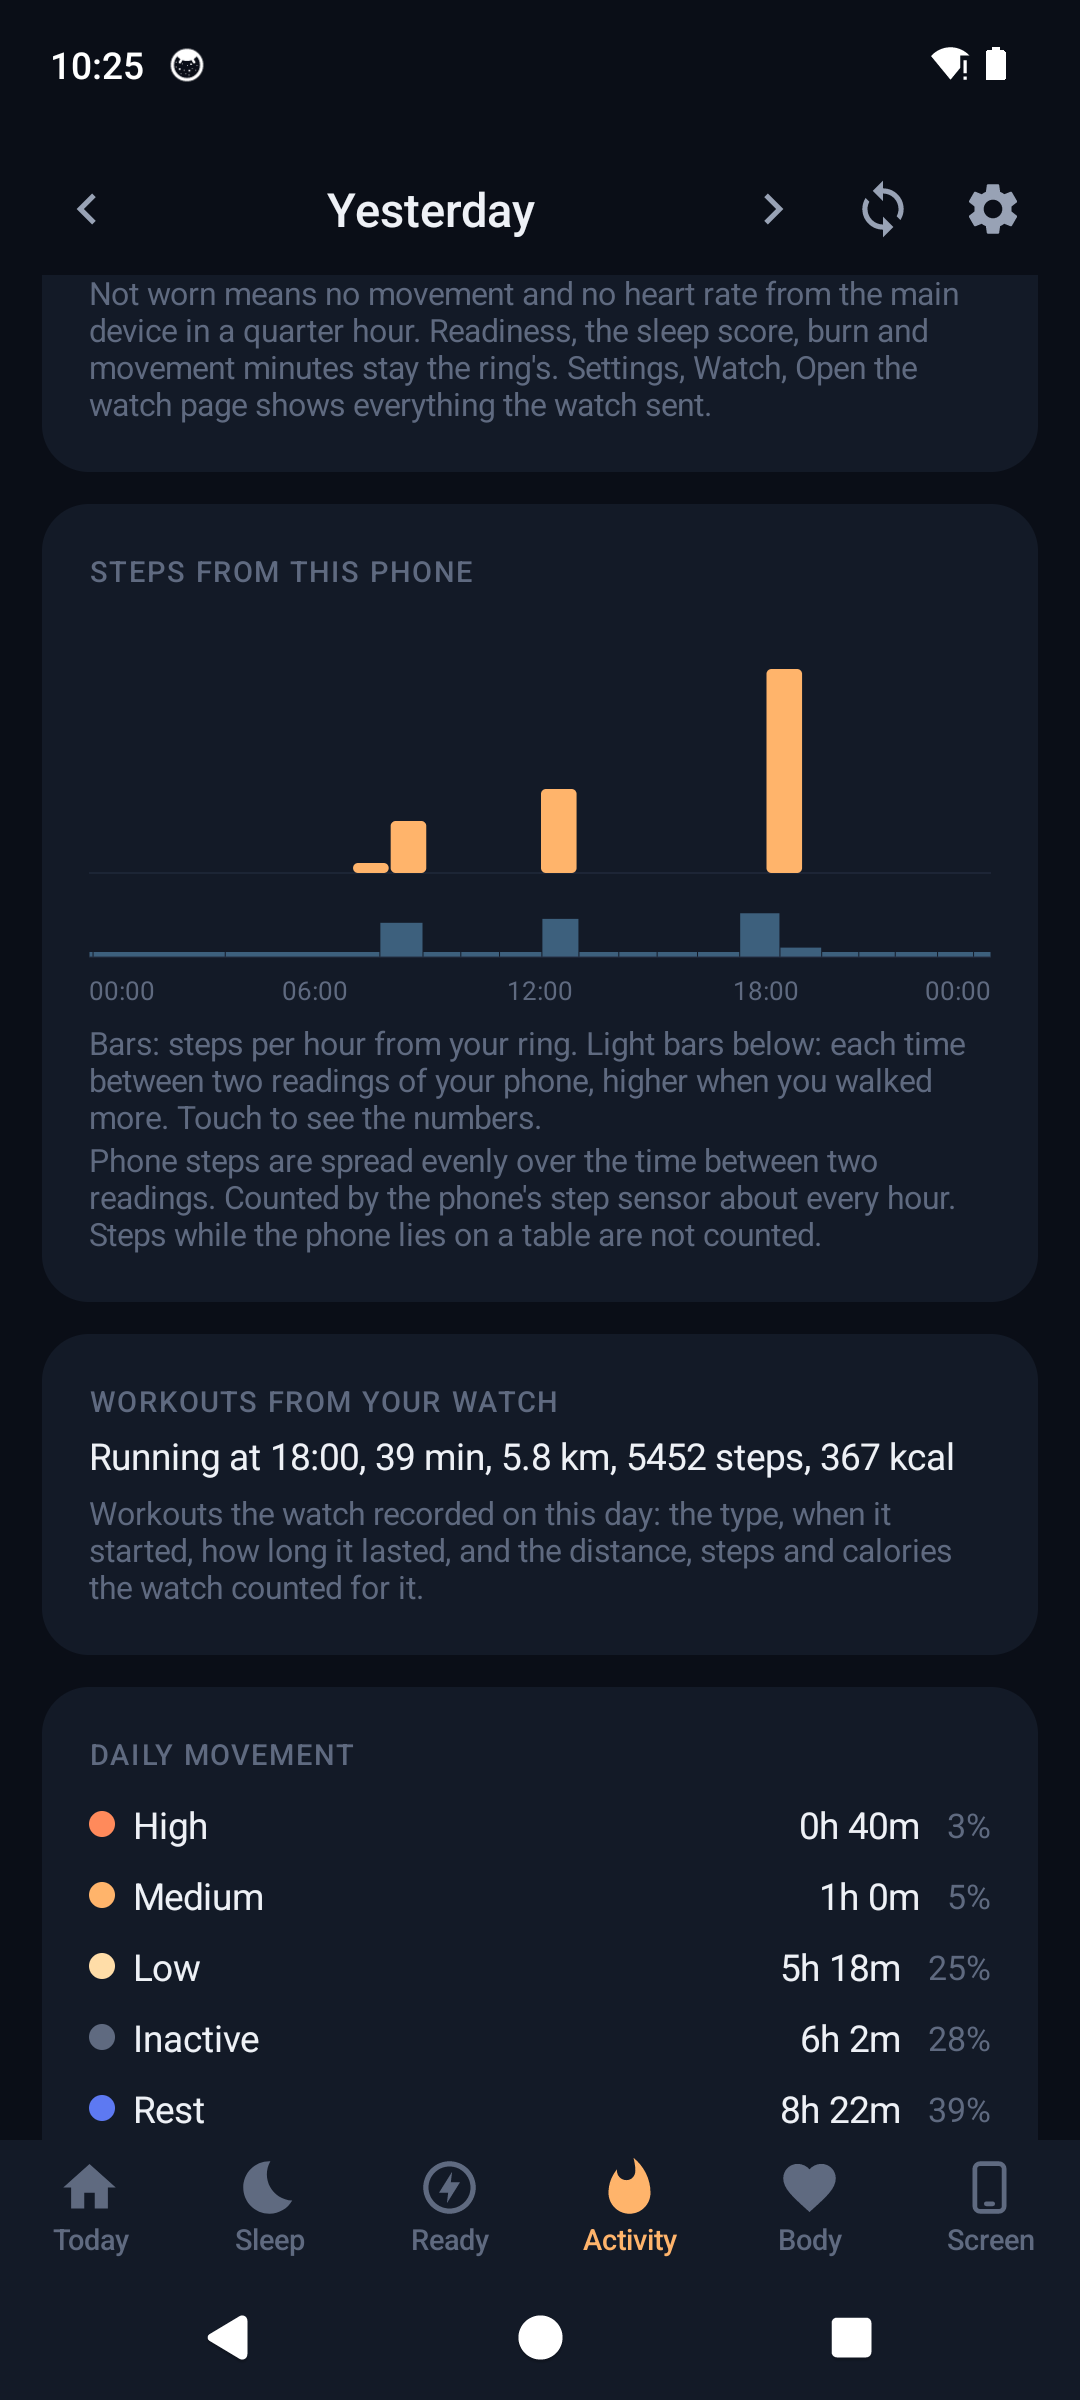 10:25
Yesterday
Not worn means no movement and no heart rate from the main
device in a quarter hour. Readiness, the sleep score, burn and
movement minutes stay the ring's. Settings, Watch, Open the
watch page shows everything the watch sent.
STEPS FROM THIS PHONE
00:00 06:00 12:00 18:00 00:00
Bars: steps per hour from your ring. Light bars below: each time
between two readings of your phone, higher when you walked
more. Touch to see the numbers.
Phone steps are spread evenly over the time between two
readings. Counted by the phone's step sensor about every hour.
Steps while the phone lies on a table are not counted.
WORKOUTS FROM YOUR WATCH
Running at 18:00, 39 min, 5.8 km, 5452 steps, 367 kcal
Workouts the watch recorded on this day: the type, when it
started, how long it lasted, and the distance, steps and calories
the watch counted for it.
DAILY MOVEMENT
High 0h 40m 3%
Medium 1h 0m 5%
Low 5h 18m 25%
Inactive 6h 2m 28%
Rest 8h 22m 39%
Today Sleep Ready Activity Body Screen